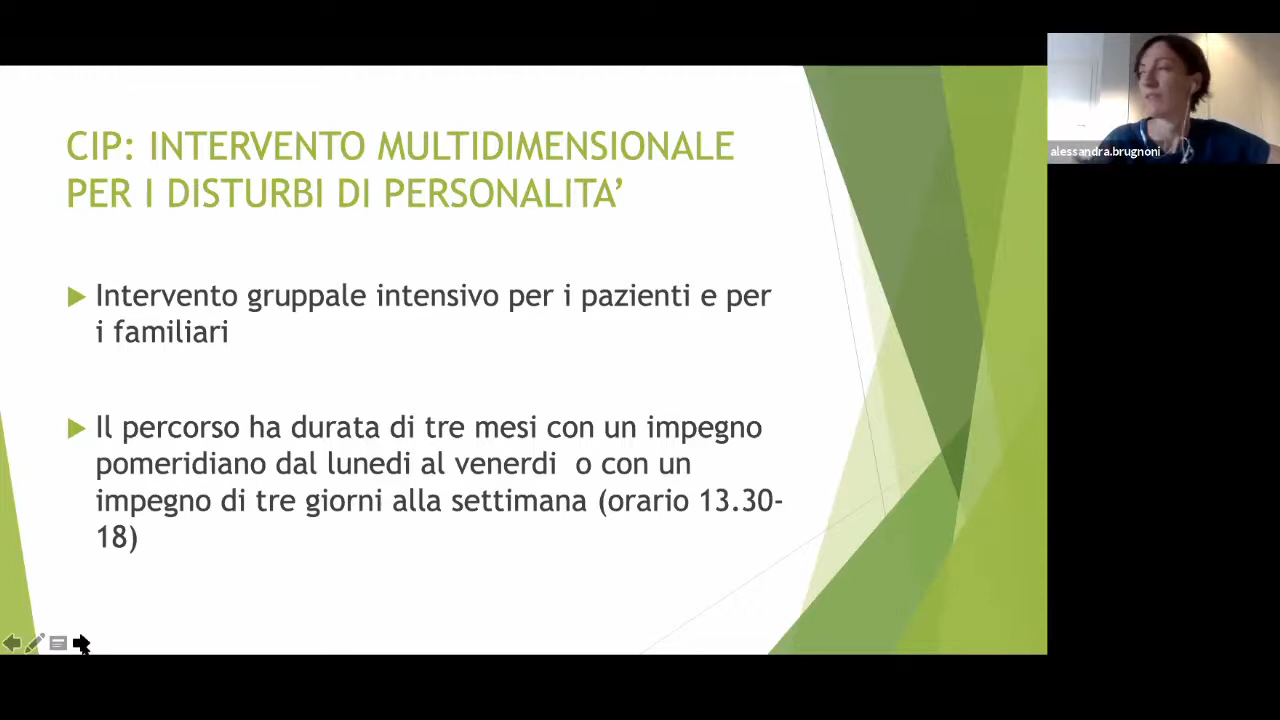 CIP: INTERVENTO MULTIDIMENSIONALE
PER I DISTURBI DI PERSONALITA’
Intervento gruppale intensivo per i pazienti e per
i familiari
Il percorso ha durata di tre mesi con un impegno
pomeridiano dal lunedi al venerdi  o con un
impegno di tre giorni alla settimana (orario 13.30-
18)
alessandra.brugnoni